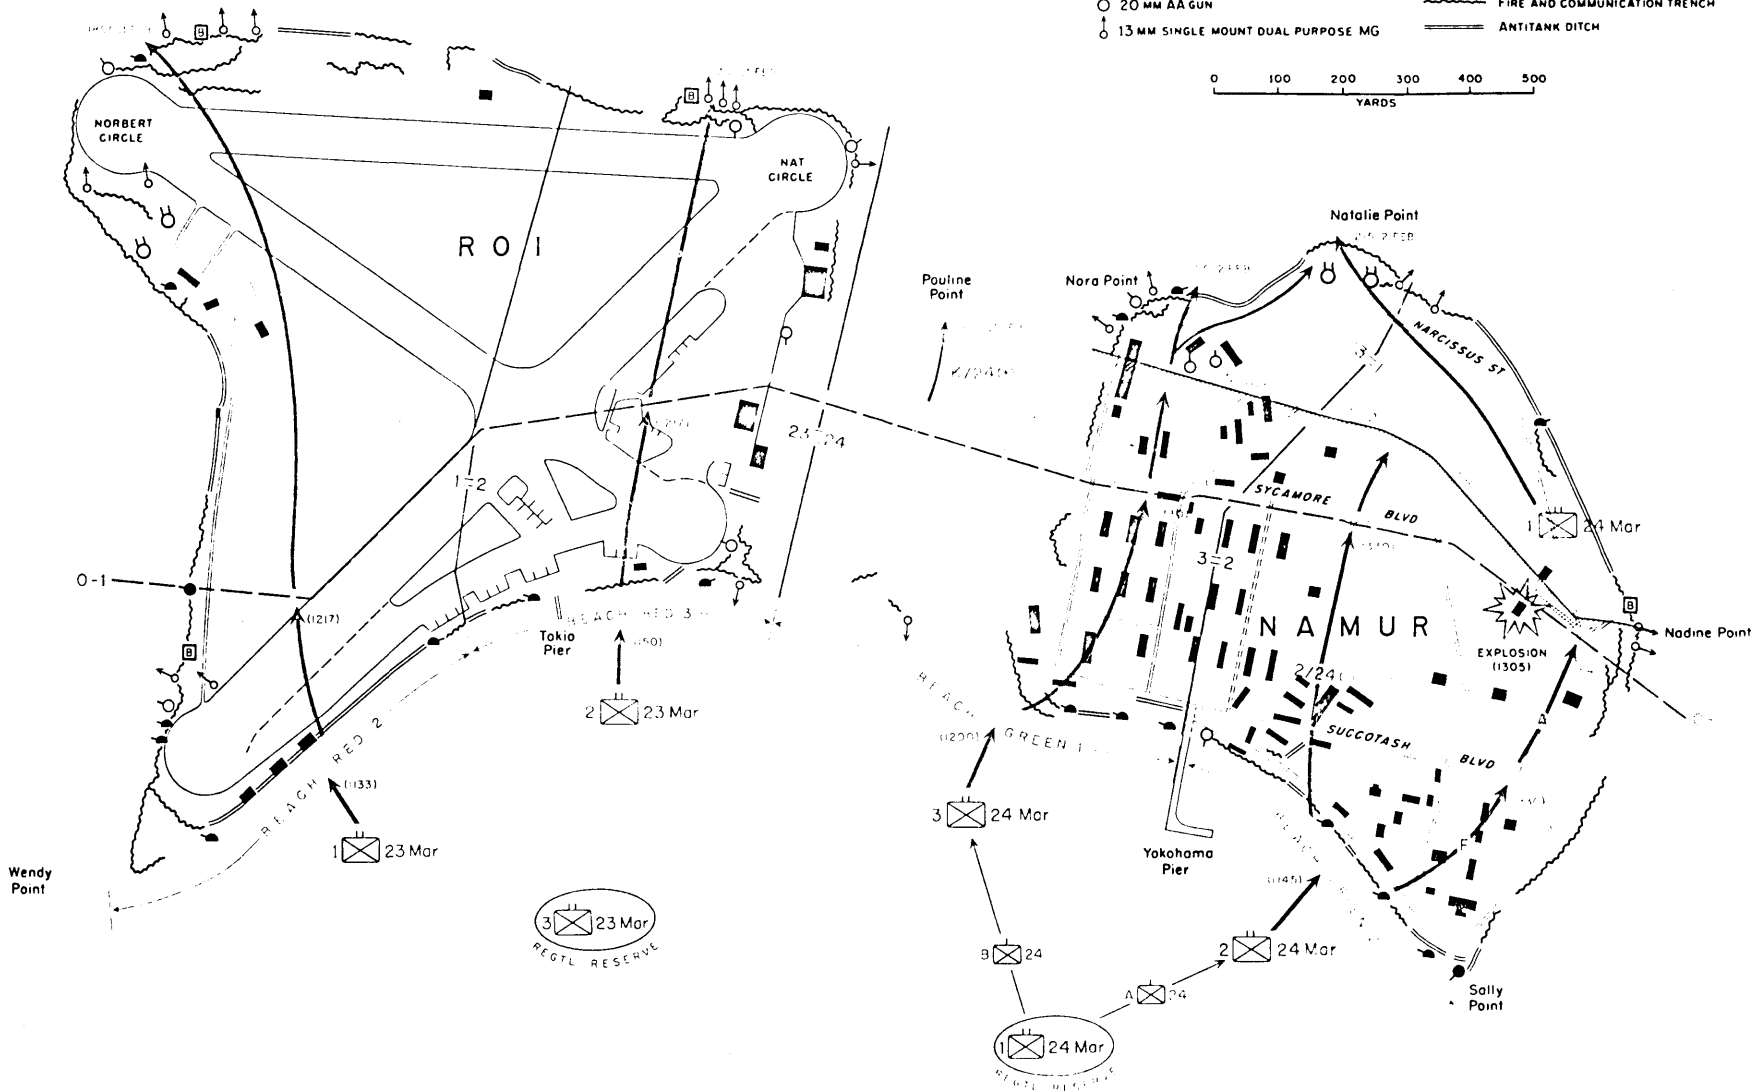 20 MM AA GUN
13 MM SINGLE MOUNT DUAL PURPOSE MG
FIRE AND COMMUNICATION TRENCH
ANTITANK DITCH
0 100 200 300 400 500
YARDS
B
B
NORBERT
CIRCLE
NAT
CIRCLE
ROI
Natalie Point
Pauline
Point
Nora Point
NARCISSUS ST
23=24
1=2
SYCAMORE
BLVD
3=2
1 24 Mar
0-1
(1217)
B
BEACH RED 3
Tokio
Pier
NAMUR
B
Nadine Point
EXPLOSION
(1305)
2/24
A
BEACH RED 2
2 23 Mar
BEACH GREEN 1
(1200)
SUCCOTASH
BLVD
(1133)
1 23 Mar
3 24 Mar
Yokohama
Pier
F
(1145)
Wendy
Point
3 23 Mar
REGTL RESERVE
B 24
2 24 Mar
A 24
Sally
Point
1 24 Mar
REGTL RESERVE